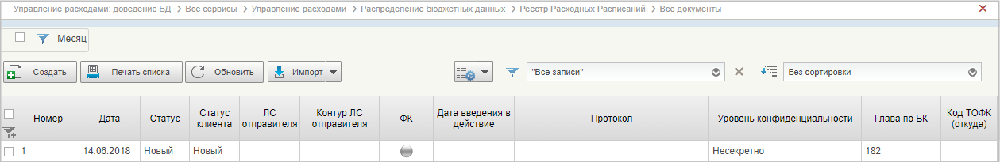 Управление расходами: доведение БД > Все сервисы > Управление расходами > Распределение бюджетных данных > Реестр Расходных Расписаний > Все документы
Месяц
Создать Печать списка Обновить Импорт "Все записи" Без сортировки
Номер Дата Статус Статус клиента ЛС отправителя Контур ЛС отправителя ФК Дата введения в действие Протокол Уровень конфиденциальности Глава по БК Код ТОФК (откуда)
1 14.06.2018 Новый Новый Несекретно 182